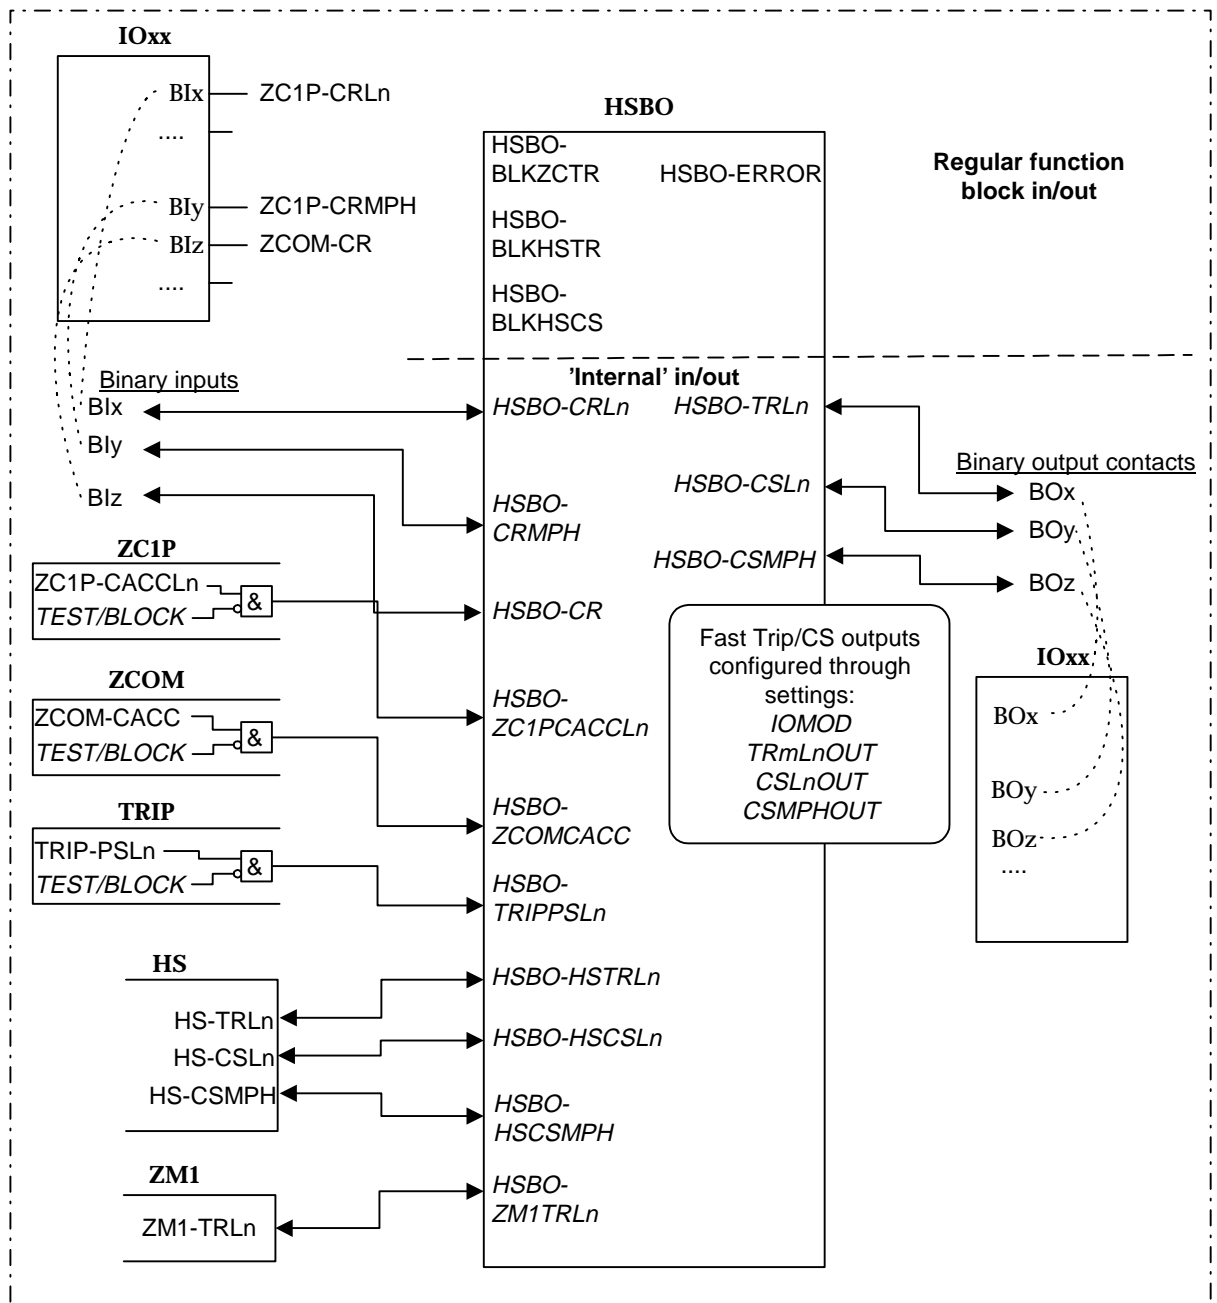 IOxx
BIx
ZC1P-CRLn
....
BIy
ZC1P-CRMPH
BIz
ZCOM-CR
....
HSBO
HSBO-
BLKZCTR
HSBO-ERROR
HSBO-
BLKHSTR
HSBO-
BLKHSCS
Regular function
block in/out
'Internal' in/out
Binary inputs
BIx
BIy
BIz
HSBO-CRLn
HSBO-TRLn
HSBO-CSLn
HSBO-
CRMPH
HSBO-CSMPH
HSBO-CR
Binary output contacts
BOx
BOy
BOz
ZC1P
ZC1P-CACCLn
TEST/BLOCK
&
HSBO-
ZC1PCACCLn
ZCOM
ZCOM-CACC
TEST/BLOCK
&
HSBO-
ZCOMCACC
TRIP
TRIP-PSLn
TEST/BLOCK
&
HSBO-
TRIPPSLn
Fast Trip/CS outputs
configured through
settings:
IOMOD
TRmLnOUT
CSLnOUT
CSMPHOUT
IOxx
BOx
BOy
BOz
....
HS
HS-TRLn
HS-CSLn
HS-CSMPH
HSBO-HSTRLn
HSBO-HSCSLn
HSBO-
HSCSMPH
ZM1
ZM1-TRLn
HSBO-
ZM1TRLn